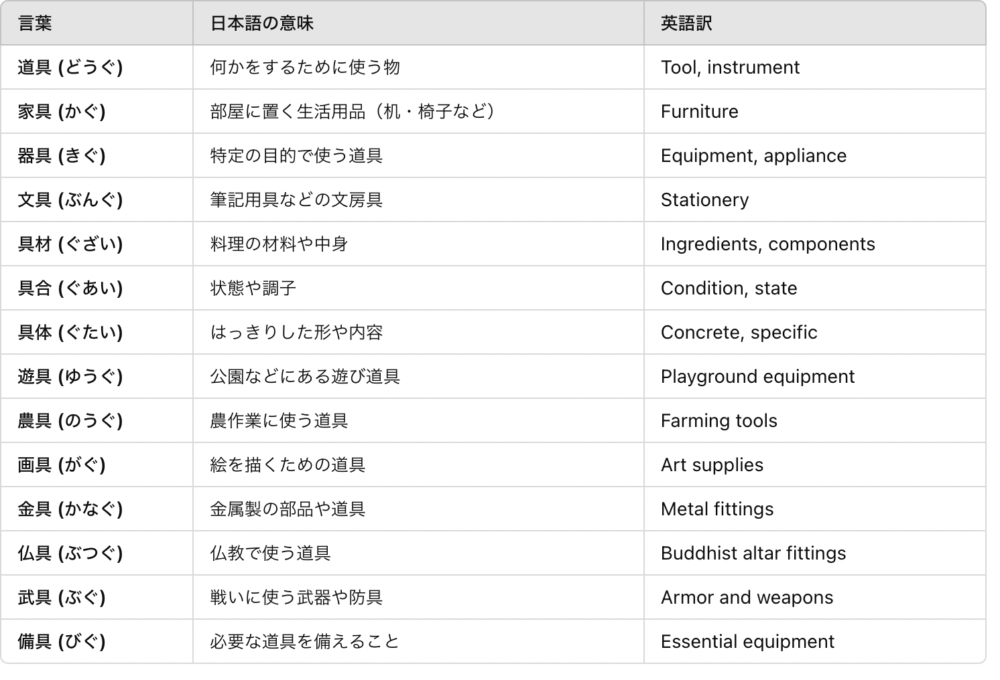 言葉 日本語の意味 英語訳
道具 (どうぐ) 何かをするために使う物 Tool, instrument
家具 (かぐ) 部屋に置く生活用品（机・椅子など） Furniture
器具 (きぐ) 特定の目的で使う道具 Equipment, appliance
文具 (ぶんぐ) 筆記用具などの文房具 Stationery
具材 (ぐざい) 料理の材料や中身 Ingredients, components
具合 (ぐあい) 状態や調子 Condition, state
具体 (ぐたい) はっきりした形や内容 Concrete, specific
遊具 (ゆうぐ) 公園などにある遊び道具 Playground equipment
農具 (のうぐ) 農作業に使う道具 Farming tools
画具 (がぐ) 絵を描くための道具 Art supplies
金具 (かなぐ) 金属製の部品や道具 Metal fittings
仏具 (ぶつぐ) 仏教で使う道具 Buddhist altar fittings
武具 (ぶぐ) 戦いに使う武器や防具 Armor and weapons
備具 (びぐ) 必要な道具を備えること Essential equipment